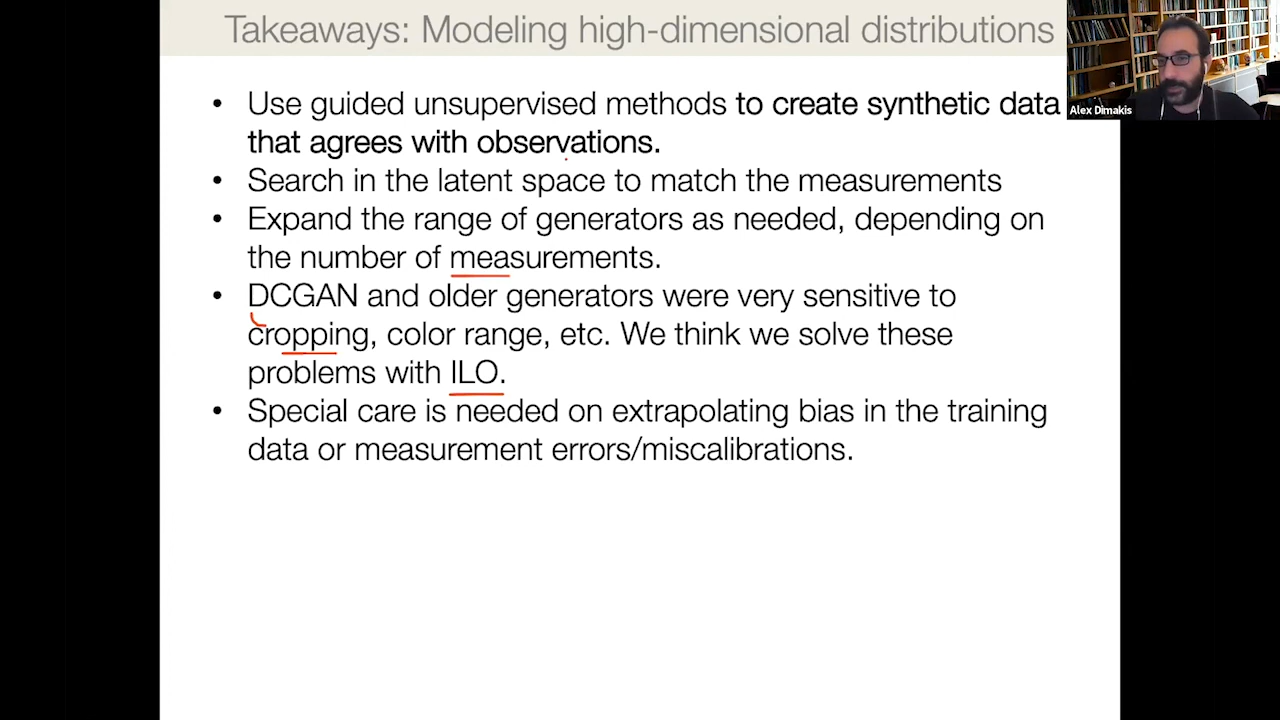 Takeaways: Modeling high-dimensional distributions
Alex Dimakis
• Use guided unsupervised methods to create synthetic data
that agrees with observations.
• Search in the latent space to match the measurements
• Expand the range of generators as needed, depending on
the number of measurements.
• DCGAN and older generators were very sensitive to
cropping, color range, etc. We think we solve these
problems with ILO.
• Special care is needed on extrapolating bias in the training
data or measurement errors/miscalibrations.